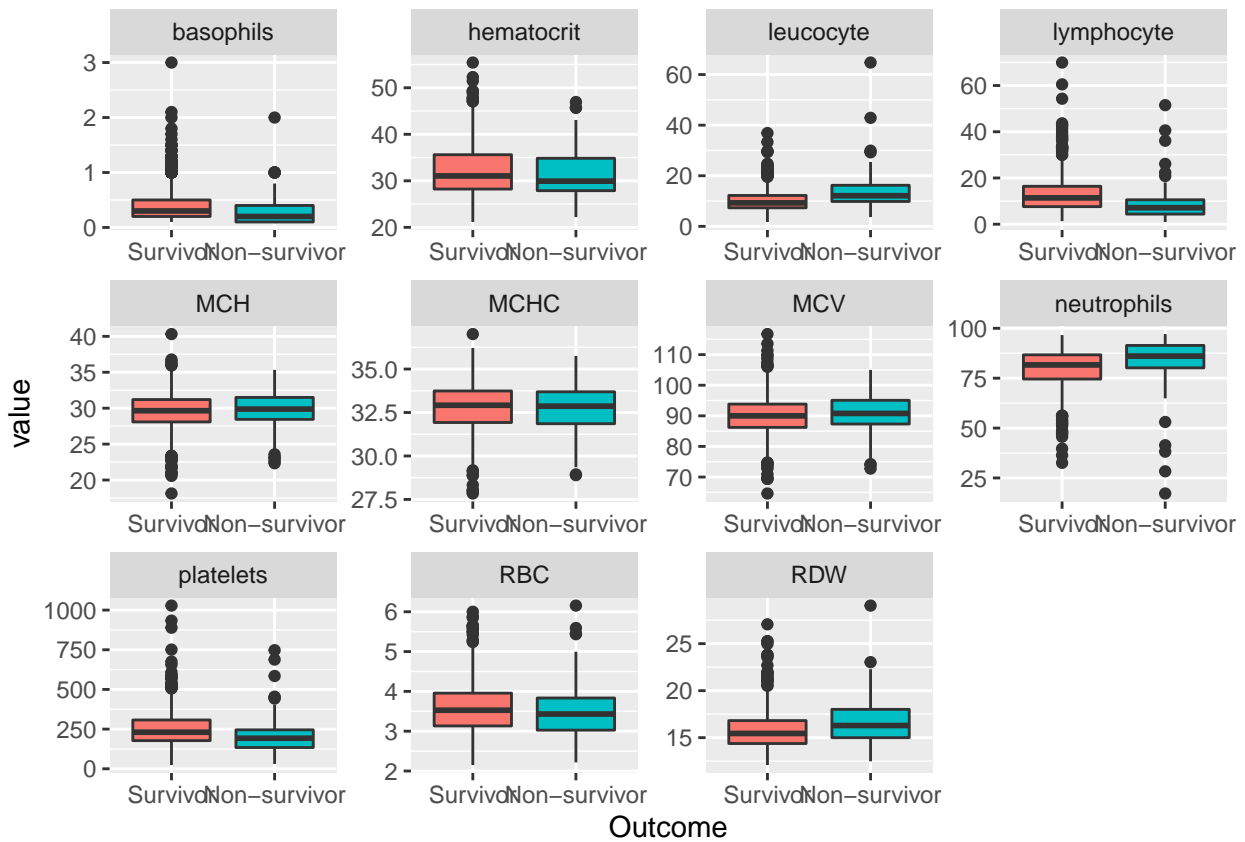 basophils hematocrit leucocyte lymphocyte
3
2
1
0
Survivor Non−survivor
50
40
30
20
Survivor Non−survivor
60
40
20
0
Survivor Non−survivor
60
40
20
0
Survivor Non−survivor
MCH MCHC MCV neutrophils
40
35
30
25
20
Survivor Non−survivor
35.0
32.5
30.0
27.5
Survivor Non−survivor
110
100
90
80
70
Survivor Non−survivor
100
75
50
25
Survivor Non−survivor
value
platelets RBC RDW
1000
750
500
250
0
Survivor Non−survivor
6
5
4
3
2
Survivor Non−survivor
25
20
15
Survivor Non−survivor
Outcome